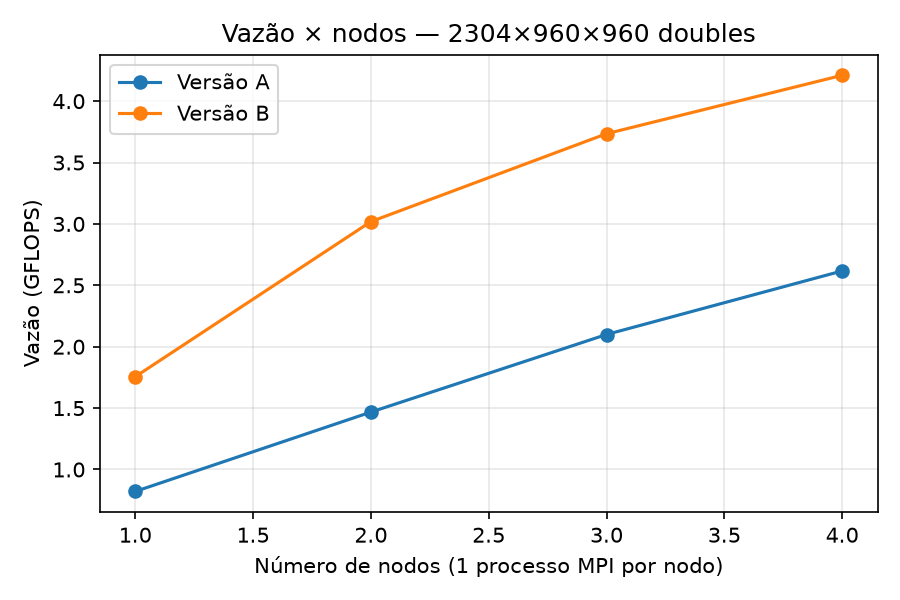 Vazão × nodos — 2304×960×960 doubles
Versão A
Versão B
Vazão (GFLOPS)
4.0
3.5
3.0
2.5
2.0
1.5
1.0
1.0 1.5 2.0 2.5 3.0 3.5 4.0
Número de nodos (1 processo MPI por nodo)